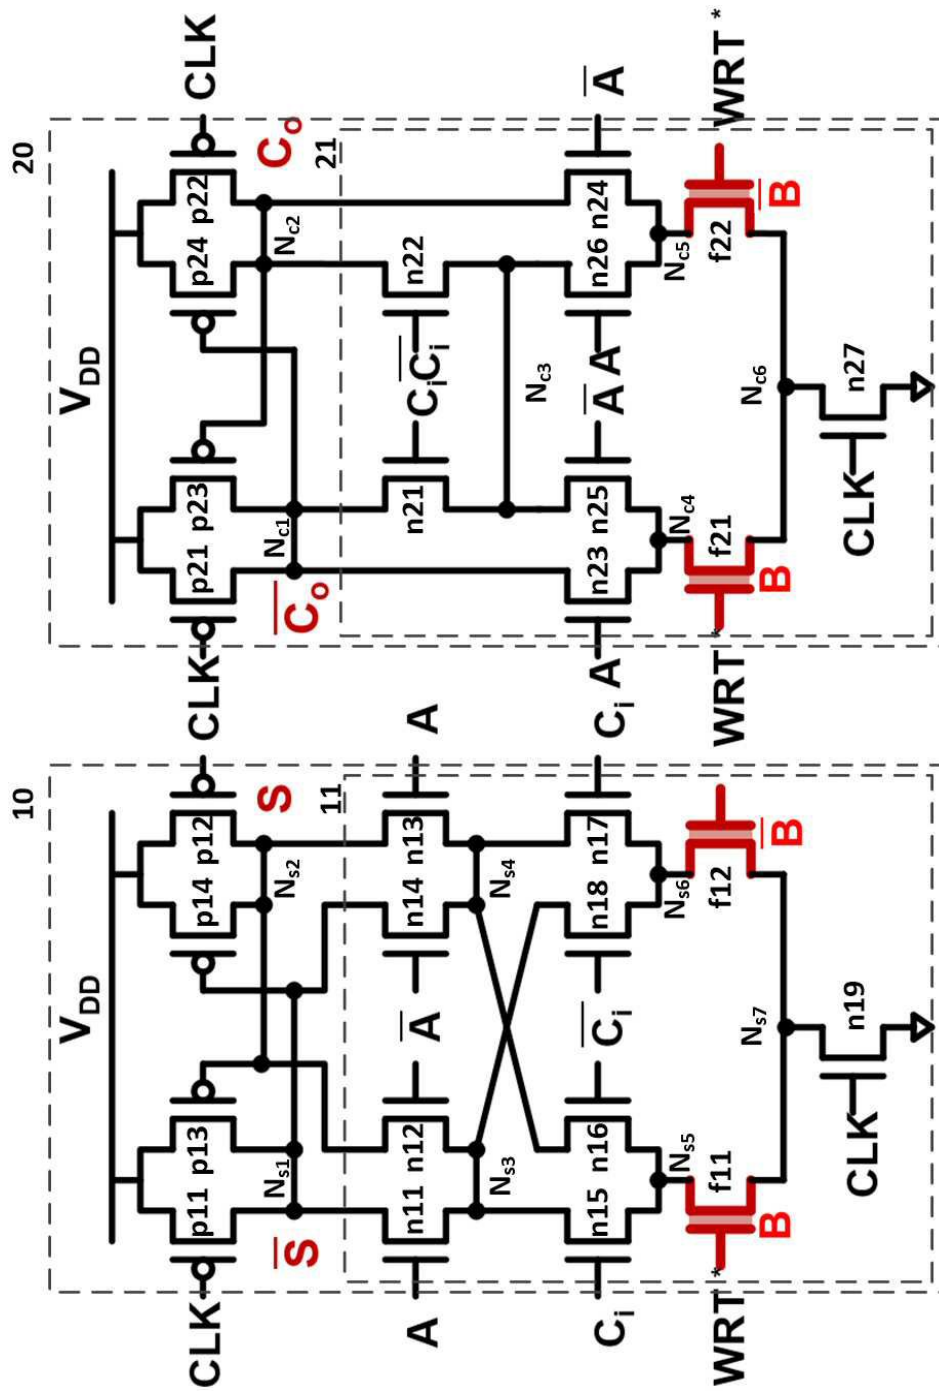 10 20
V_DD V_DD
CLK p11 p13 p14 p12 CLK p21 p23 p24 p22 CLK
N_s1 N_s2 N_c1 N_c2
S̅ S C̅_o C_o
11 21
A n11 n12 A̅ n14 n13 A n21 C_i C̅_i n22
N_s3 N_s4 N_c3
C_i n15 n16 C̅_i n18 n17 C_i A n23 n25 A̅ A n26 n24 A̅
N_s5 N_s6 N_c4 N_c5
WRT* f11 f12 WRT* f21 f22 WRT *
B B̅ B B̅
N_s7 N_c6
CLK n19 CLK n27